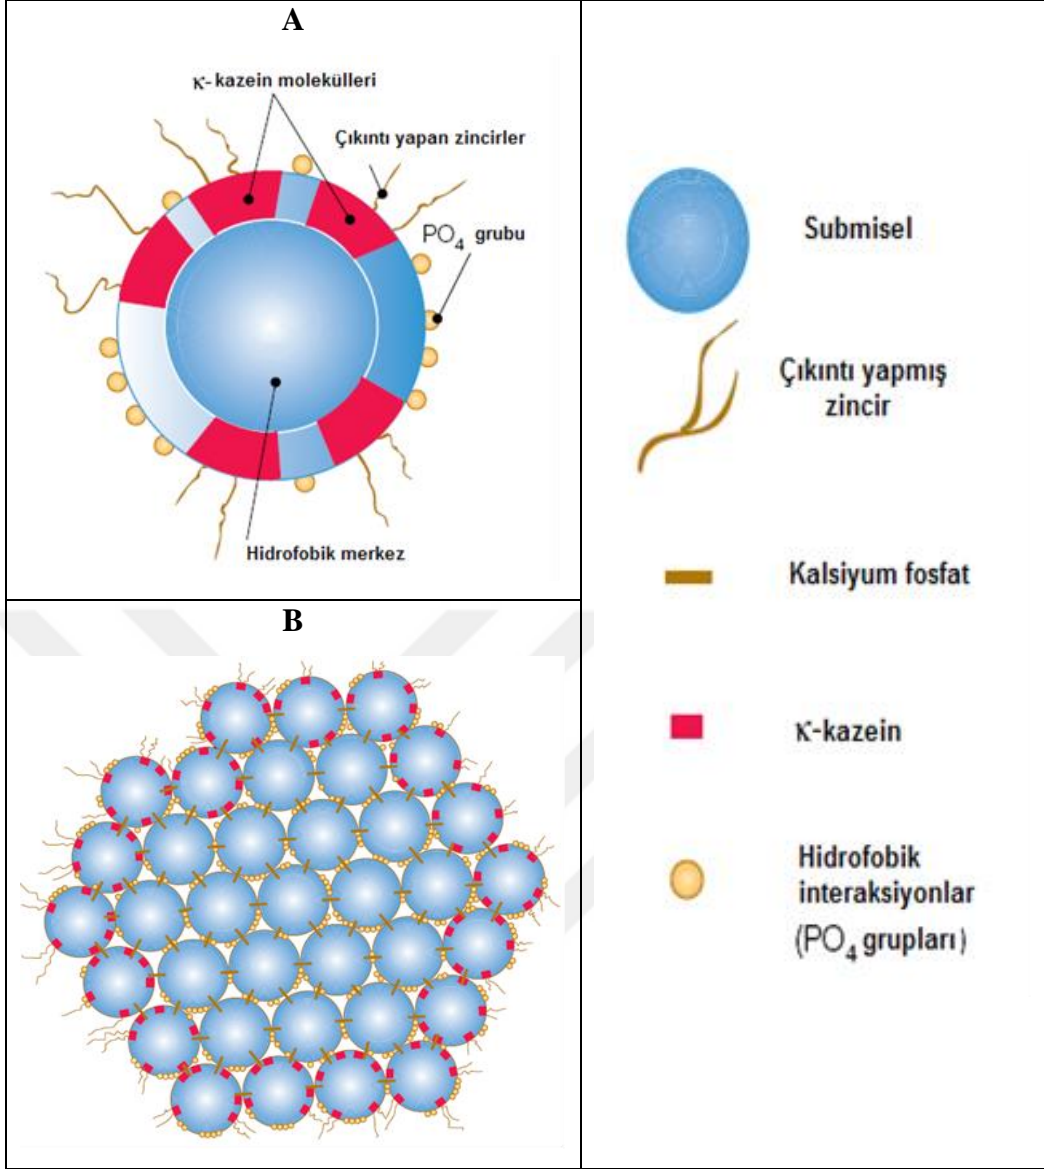 A
κ- kazein molekülleri
Çıkıntı yapan zincirler
PO4 grubu
Hidrofobik merkez
B
Submisel
Çıkıntı yapmış
zincir
Kalsiyum fosfat
κ-kazein
Hidrofobik
interaksiyonlar
(PO4 grupları)